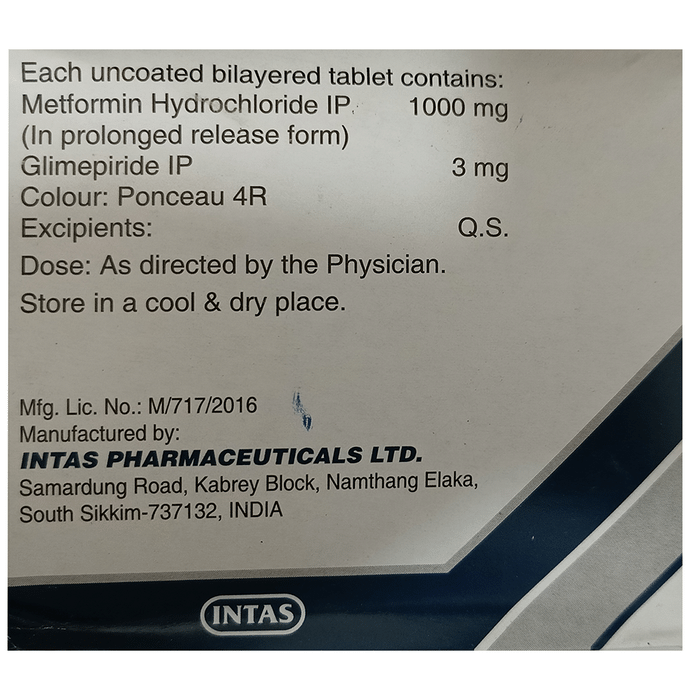 Each uncoated bilayered tablet contains:
Metformin Hydrochloride IP 1000 mg
(In prolonged release form)
Glimepiride IP 3 mg
Colour: Ponceau 4R
Excipients: Q.S.
Dose: As directed by the Physician.
Store in a cool & dry place.
Mfg. Lic. No.: M/717/2016
Manufactured by:
INTAS PHARMACEUTICALS LTD.
Samardung Road, Kabrey Block, Namthang Elaka,
South Sikkim-737132, INDIA
INTAS